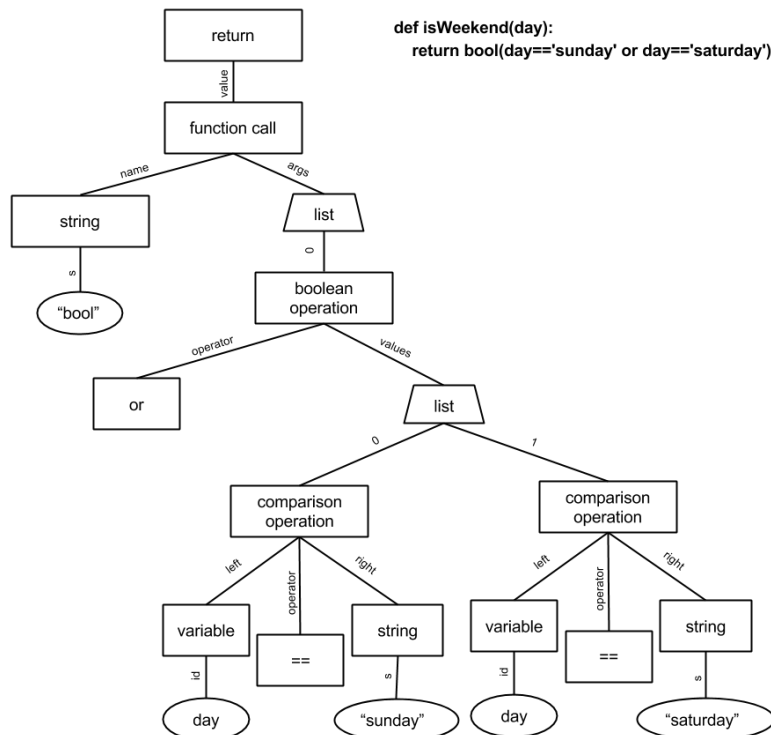 return
def isWeekend(day):
return bool(day=='sunday' or day=='saturday')
value
function call
name
args
string
list
s
0
"bool"
boolean
operation
operator
values
or
list
0
1
comparison
operation
comparison
operation
left
operator
right
left
operator
right
variable
==
string
variable
==
string
id
s
id
s
day
“sunday”
day
“saturday”